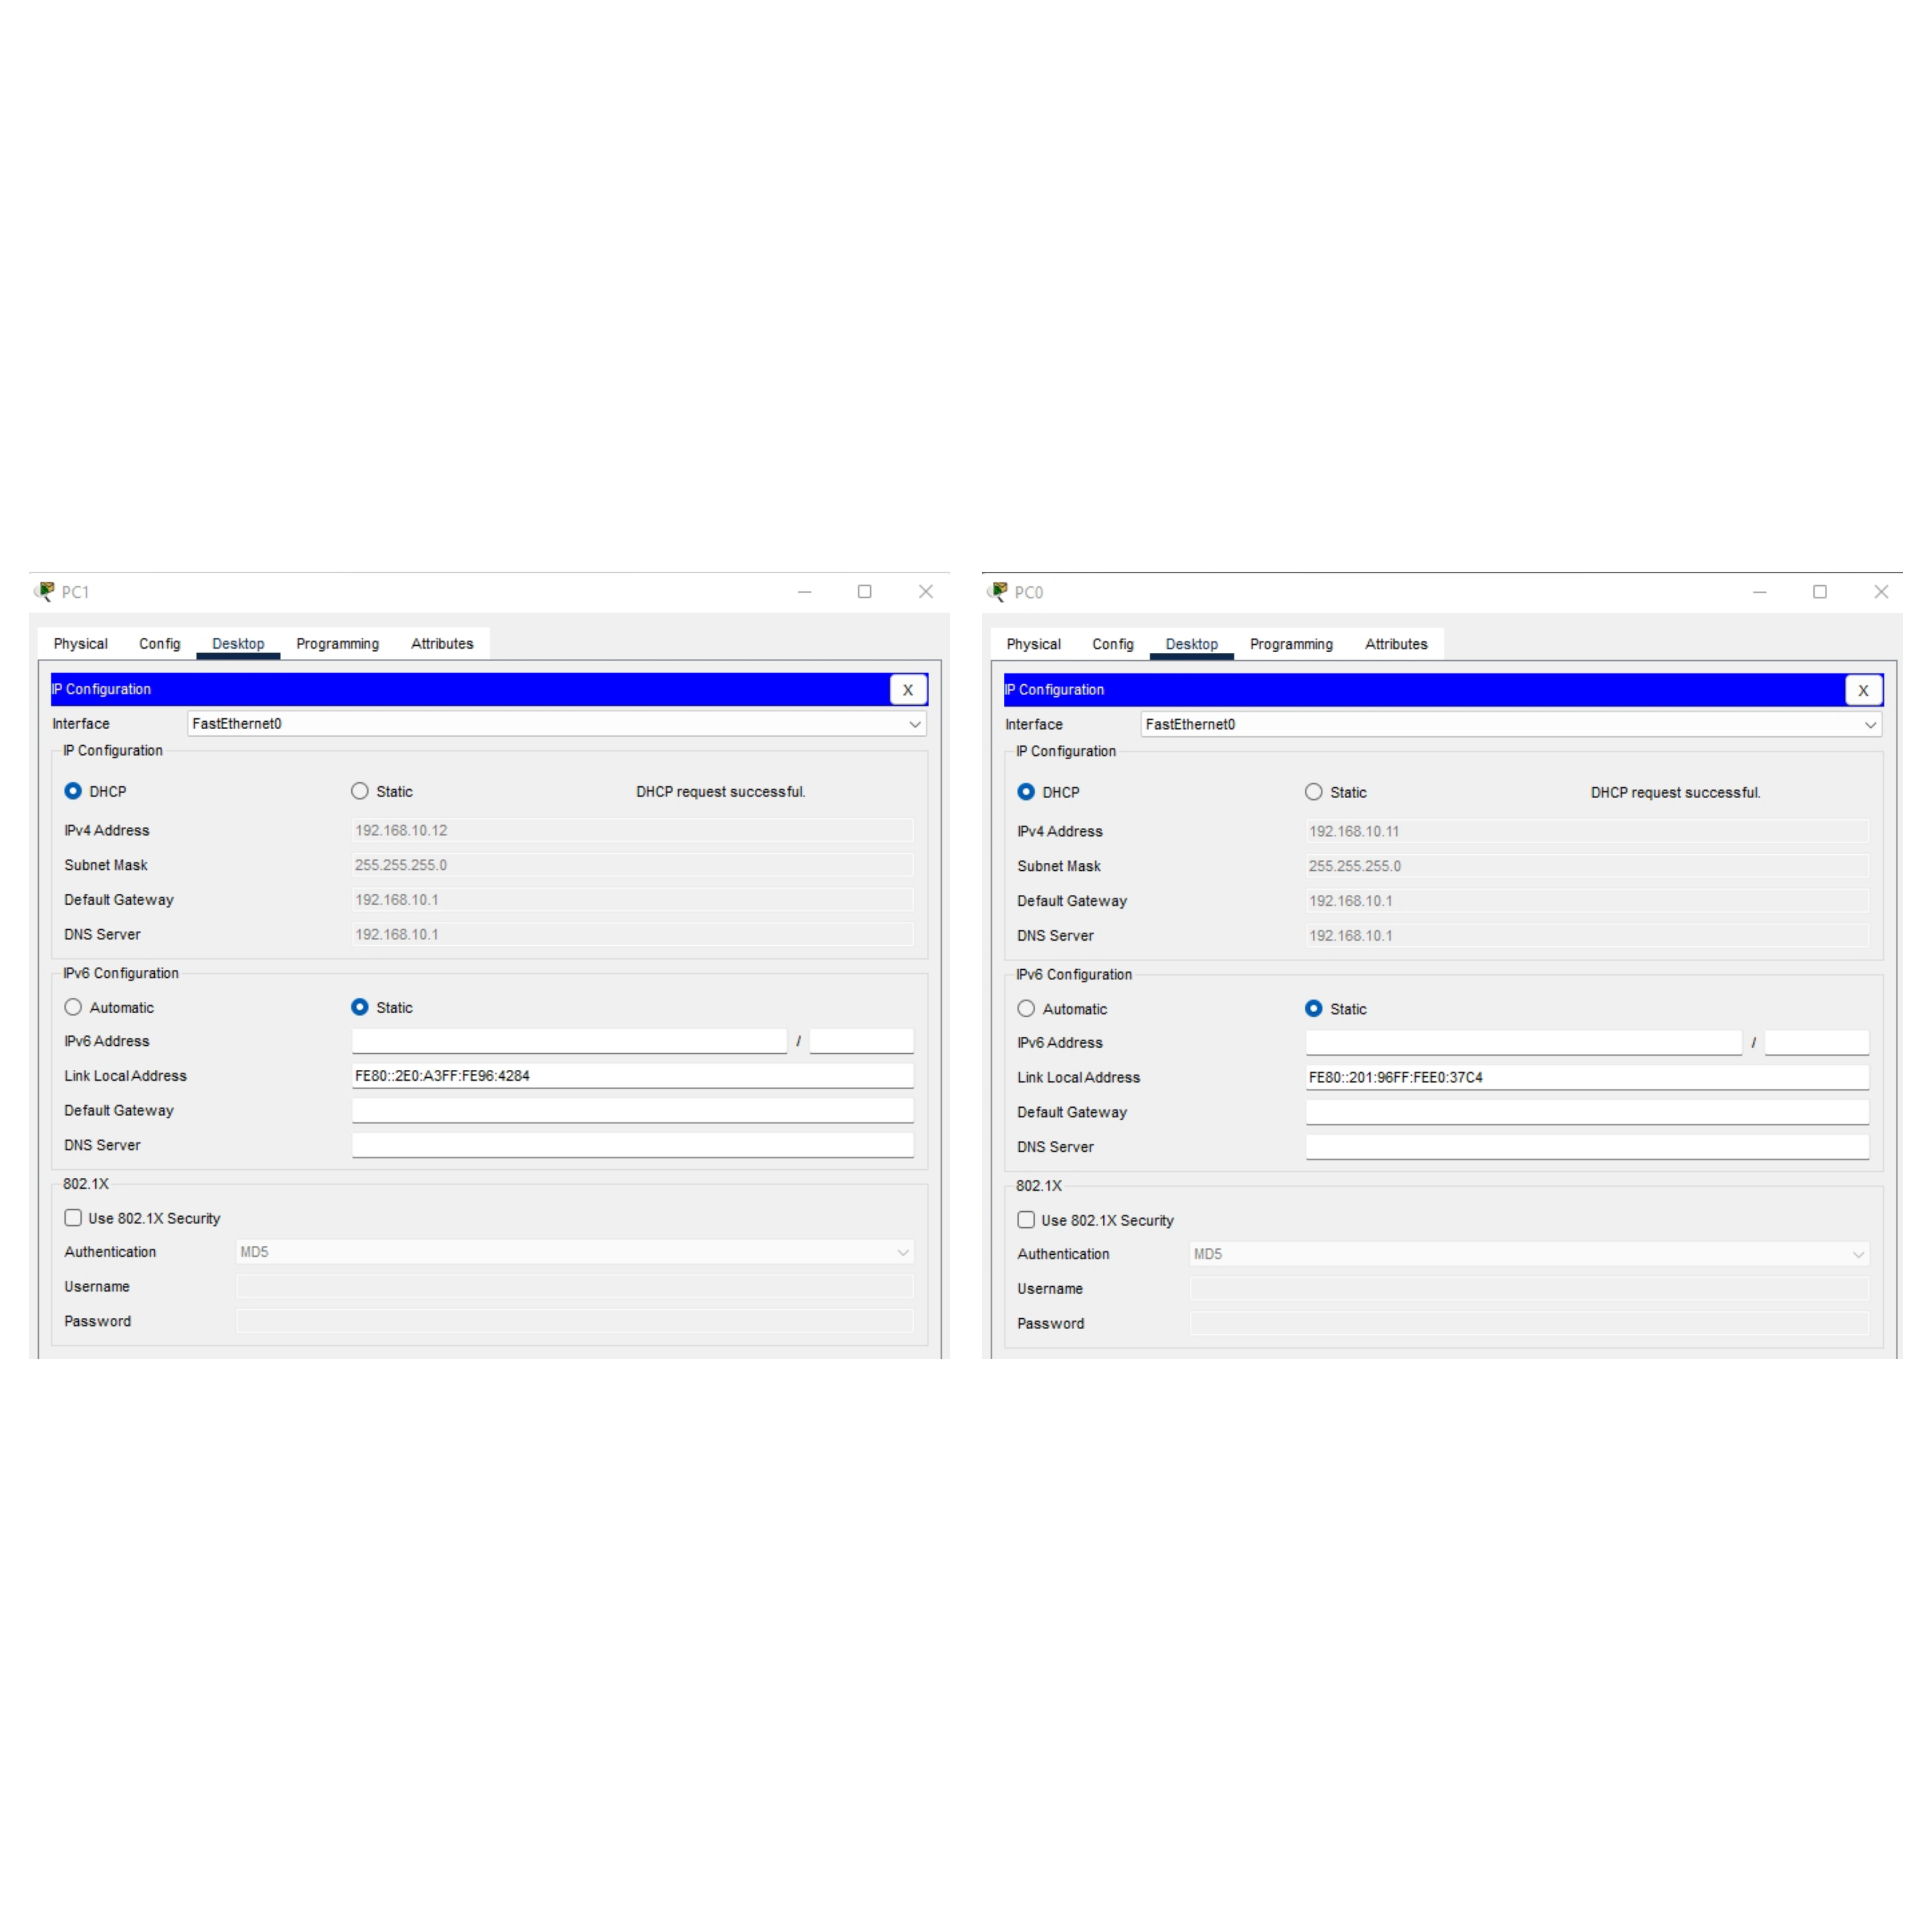 PC1
Physical Config Desktop Programming Attributes
IP Configuration X
Interface FastEthernet0
IP Configuration
DHCP Static DHCP request successful.
IPv4 Address 192.168.10.12
Subnet Mask 255.255.255.0
Default Gateway 192.168.10.1
DNS Server 192.168.10.1
IPv6 Configuration
Automatic Static
IPv6 Address /
Link Local Address FE80::2E0:A3FF:FE96:4284
Default Gateway
DNS Server
802.1X
Use 802.1X Security
Authentication MD5
Username
Password
PC0
Physical Config Desktop Programming Attributes
IP Configuration X
Interface FastEthernet0
IP Configuration
DHCP Static DHCP request successful.
IPv4 Address 192.168.10.11
Subnet Mask 255.255.255.0
Default Gateway 192.168.10.1
DNS Server 192.168.10.1
IPv6 Configuration
Automatic Static
IPv6 Address /
Link Local Address FE80::201:96FF:FEE0:37C4
Default Gateway
DNS Server
802.1X
Use 802.1X Security
Authentication MD5
Username
Password